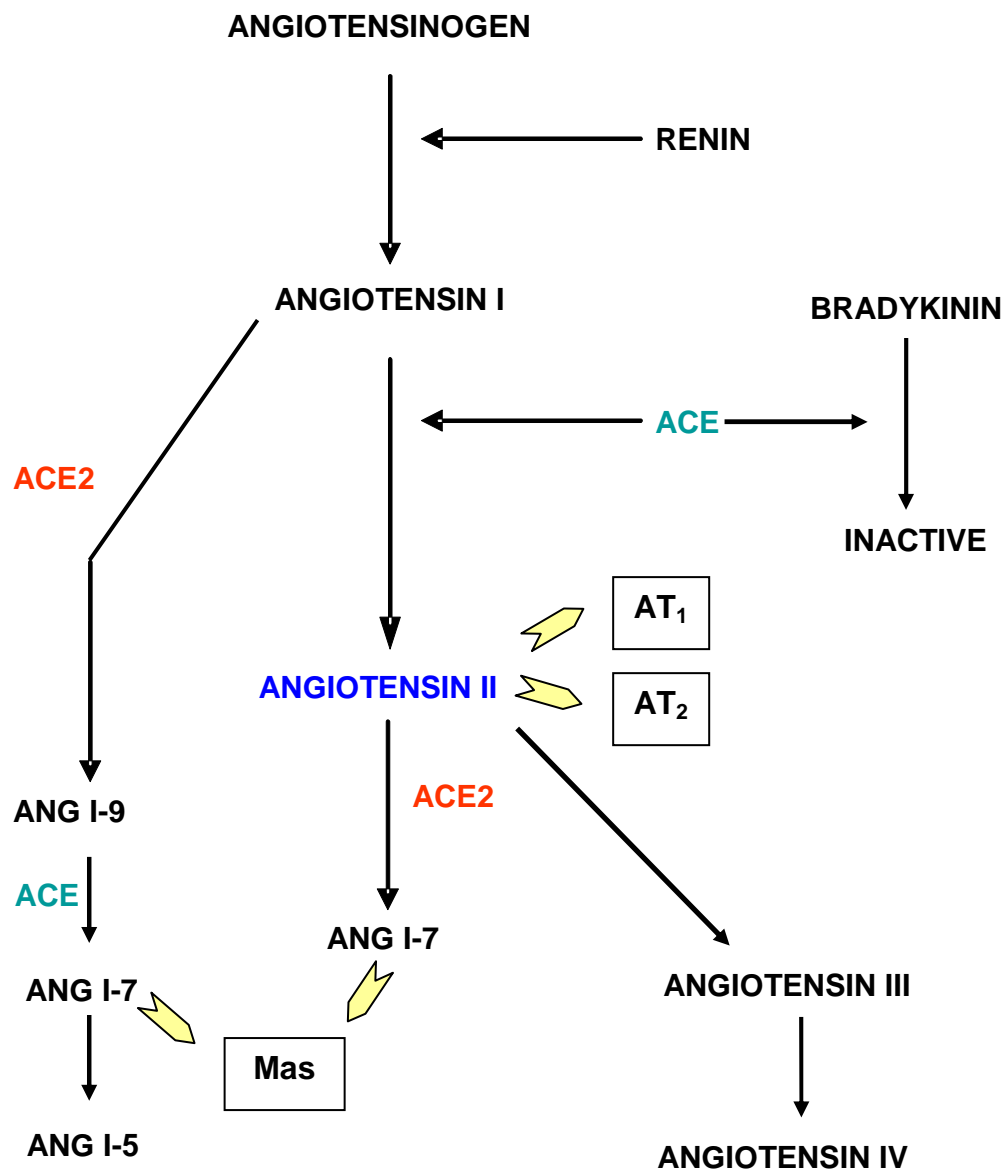 ANGIOTENSINOGEN
RENIN
ANGIOTENSIN I
BRADYKININ
ACE
ACE2
INACTIVE
AT₁
ANGIOTENSIN II
AT₂
ACE2
ANG I-9
ACE
ANG I-7
ANG I-7
ANGIOTENSIN III
Mas
ANG I-5
ANGIOTENSIN IV